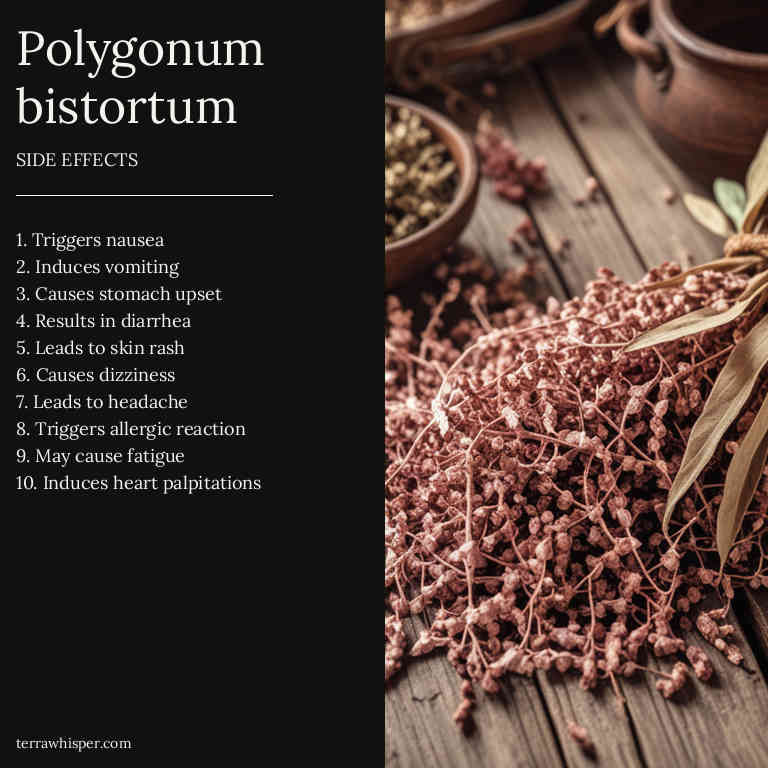 Polygonum
bistortum
SIDE EFFECTS
1. Triggers nausea
2. Induces vomiting
3. Causes stomach upset
4. Results in diarrhea
5. Leads to skin rash
6. Causes dizziness
7. Leads to headache
8. Triggers allergic reaction
9. May cause fatigue
10. Induces heart palpitations
terrawhisper.com